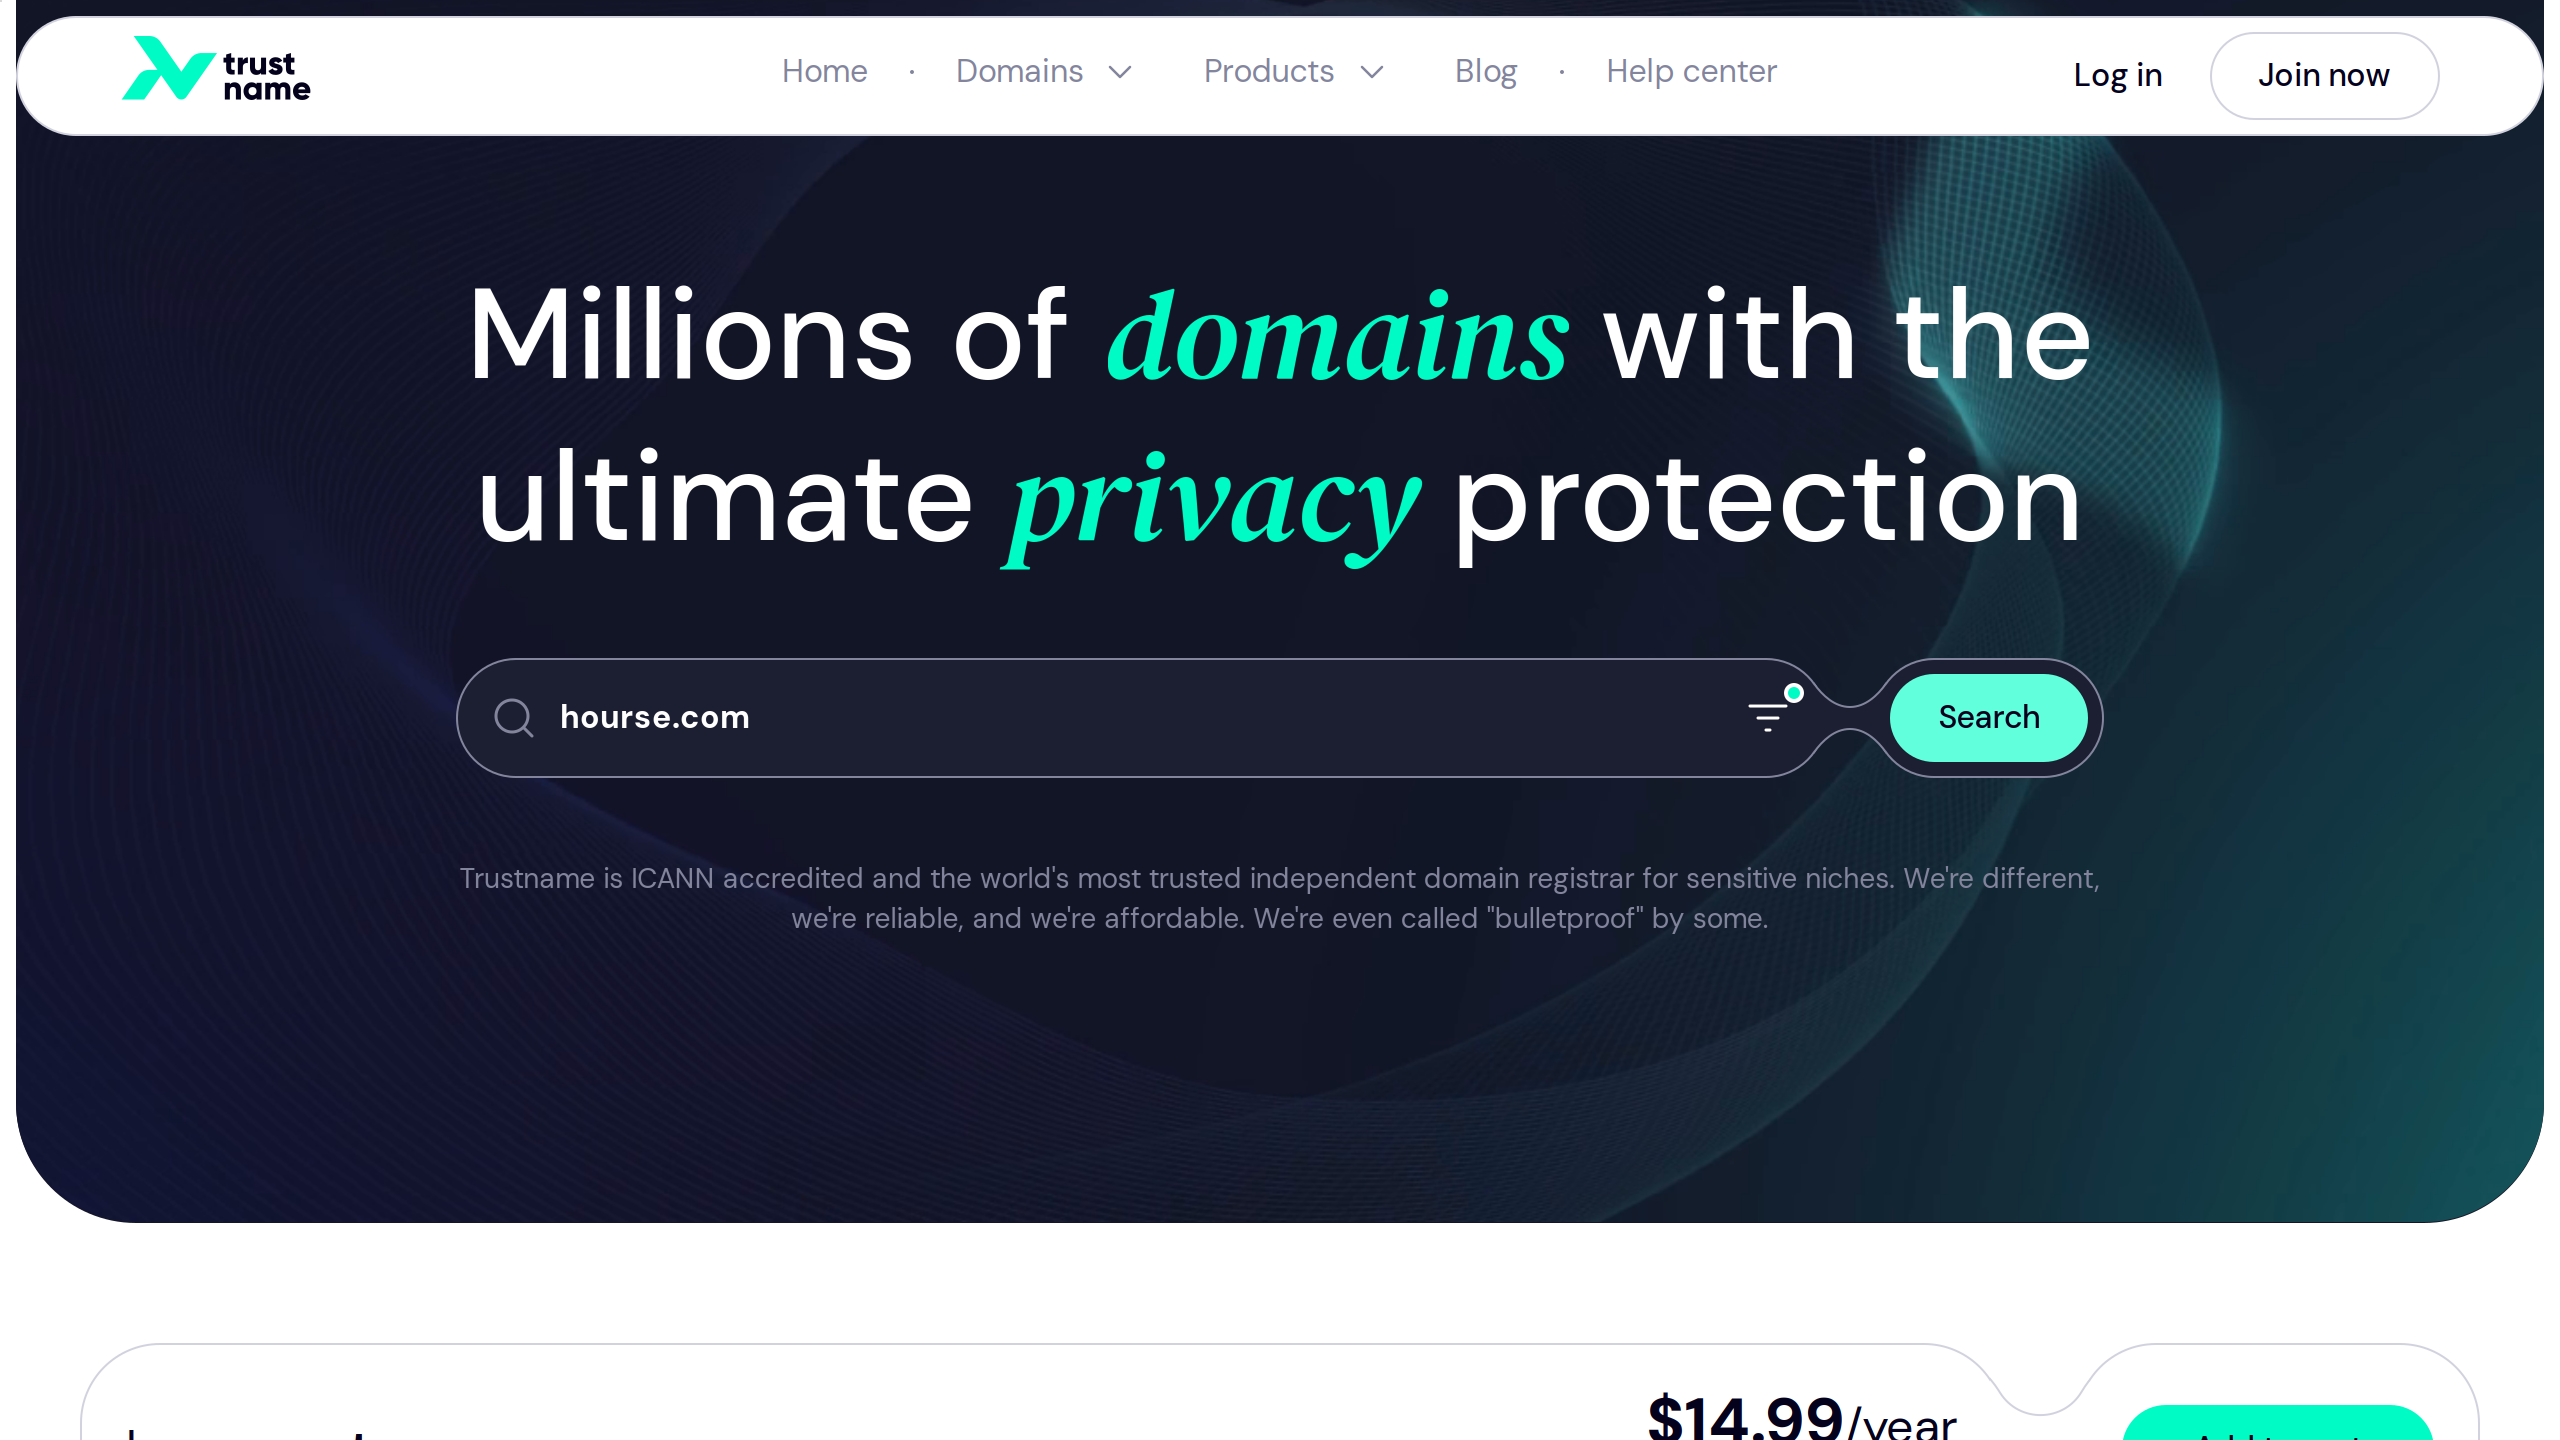 trust
name
Home · Domains Products Blog · Help center
Log in
Join now
Millions of domains with the
ultimate privacy protection
hourse.com
Search
Trustname is ICANN accredited and the world's most trusted independent domain registrar for sensitive niches. We're different,
we're reliable, and we're affordable. We're even called "bulletproof" by some.
$14.99/year